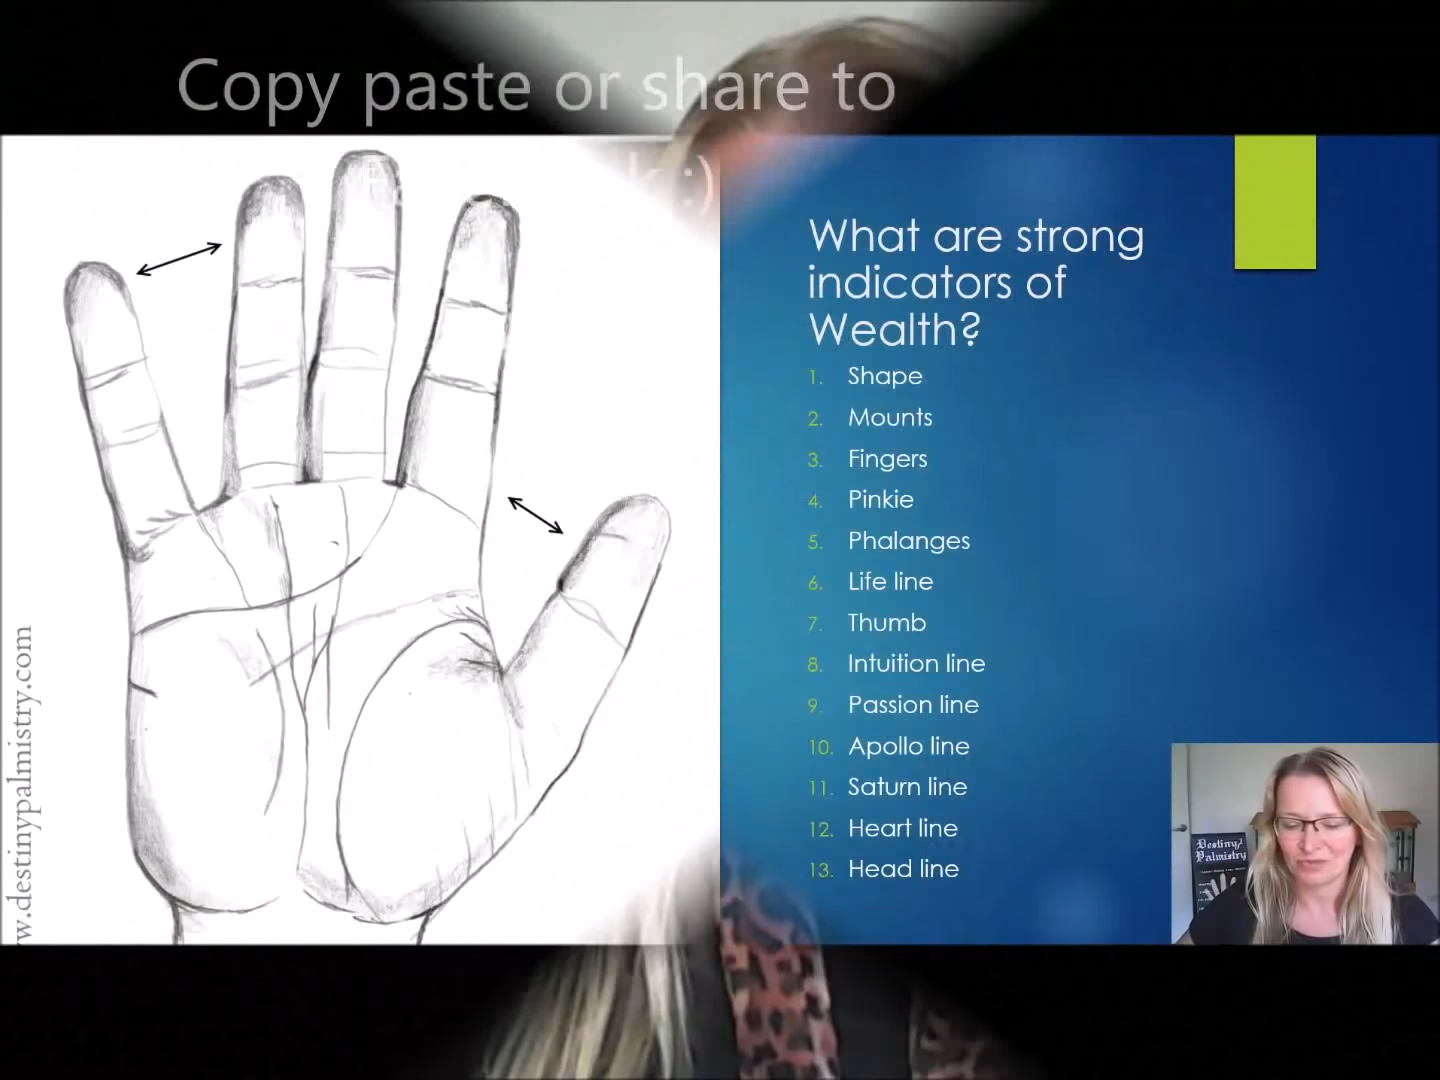 Copy paste or share to
:)
What are strong
indicators of
Wealth?
1. Shape
2. Mounts
3. Fingers
4. Pinkie
5. Phalanges
6. Life line
7. Thumb
8. Intuition line
9. Passion line
10. Apollo line
11. Saturn line
12. Heart line
13. Head line
w.destinypalmistry.com
Destiny
Palmistry